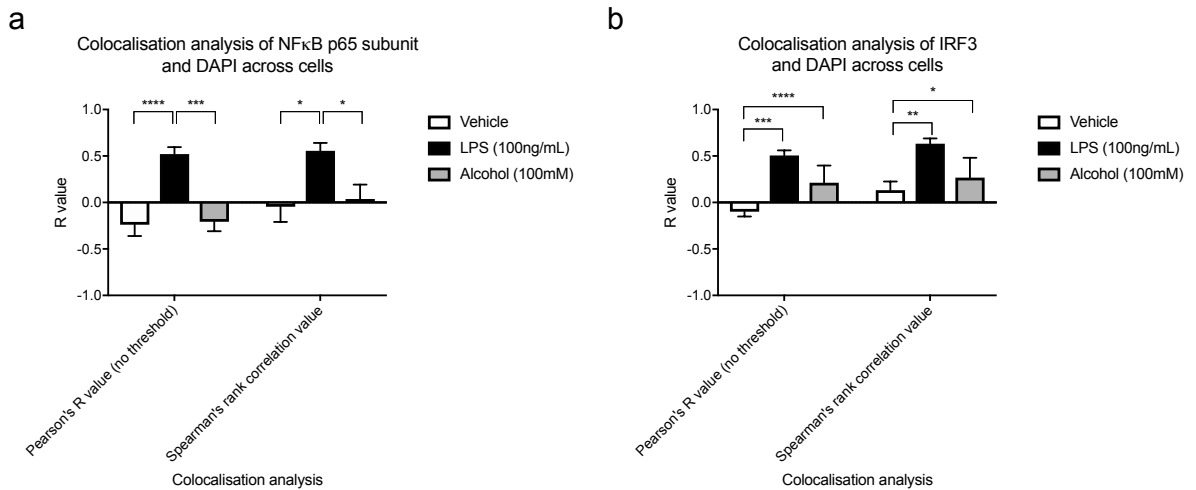 a
Colocalisation analysis of NFκB p65 subunit
and DAPI across cells
**** *** * *
1.0
0.5
0.0
-0.5
-1.0
R value
Vehicle
LPS (100ng/mL)
Alcohol (100mM)
Pearson's R value (no threshold)
Spearman's rank correlation value
Colocalisation analysis
b
Colocalisation analysis of IRF3
and DAPI across cells
****
***
*
**
1.0
0.5
0.0
-0.5
-1.0
R value
Vehicle
LPS (100ng/mL)
Alcohol (100mM)
Pearson's R value (no threshold)
Spearman's rank correlation value
Colocalisation analysis